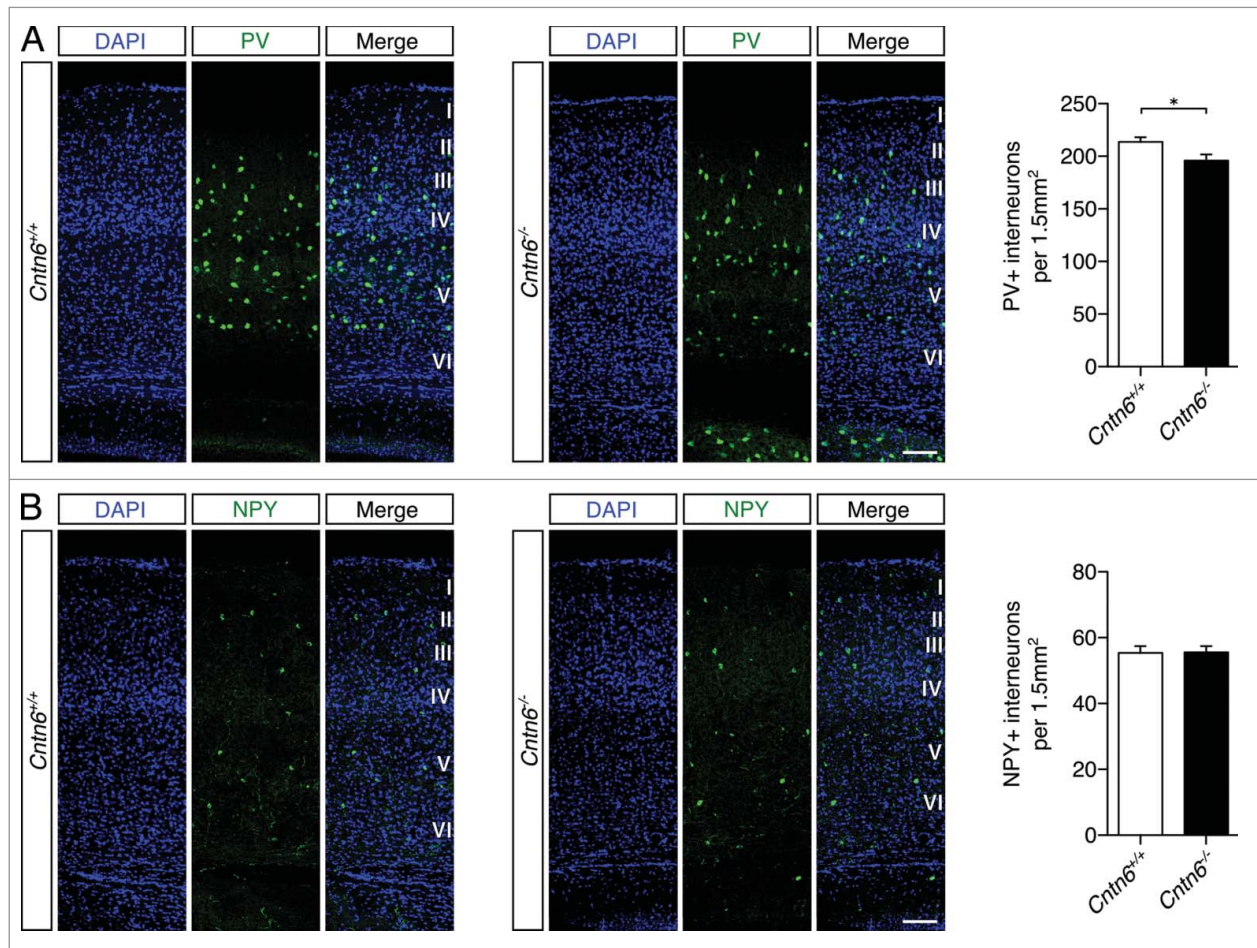 A
DAPI PV Merge
DAPI PV Merge
Cntn6+/+
I
II
III
IV
V
VI
Cntn6-/-
I
II
III
IV
V
VI
PV+ interneurons
per 1.5mm²
250
200
150
100
50
0
*
Cntn6+/+
Cntn6-/-
B
DAPI NPY Merge
DAPI NPY Merge
Cntn6+/+
I
II
III
IV
V
VI
Cntn6-/-
I
II
III
IV
V
VI
NPY+ interneurons
per 1.5mm²
80
60
40
20
0
Cntn6+/+
Cntn6-/-